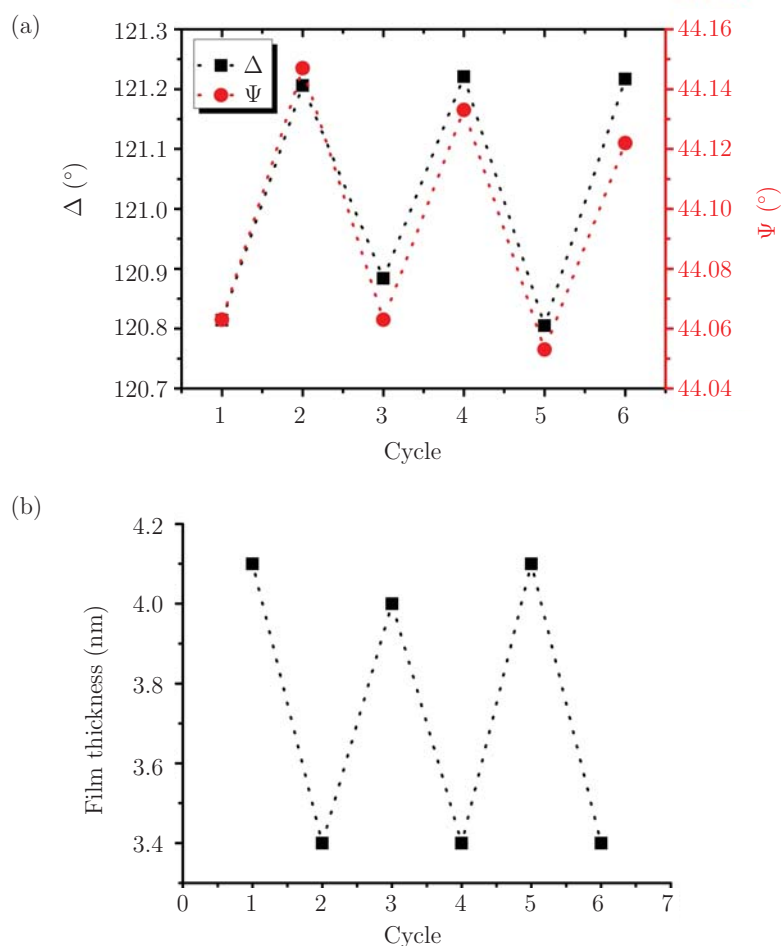 (a)
121.3
121.2
121.1
121.0
120.9
120.8
120.7
Δ (°)
Δ
Ψ
44.16
44.14
44.12
44.10
44.08
44.06
44.04
Ψ (°)
1 2 3 4 5 6
Cycle
(b)
4.2
4.0
3.8
3.6
3.4
Film thickness (nm)
0 1 2 3 4 5 6 7
Cycle